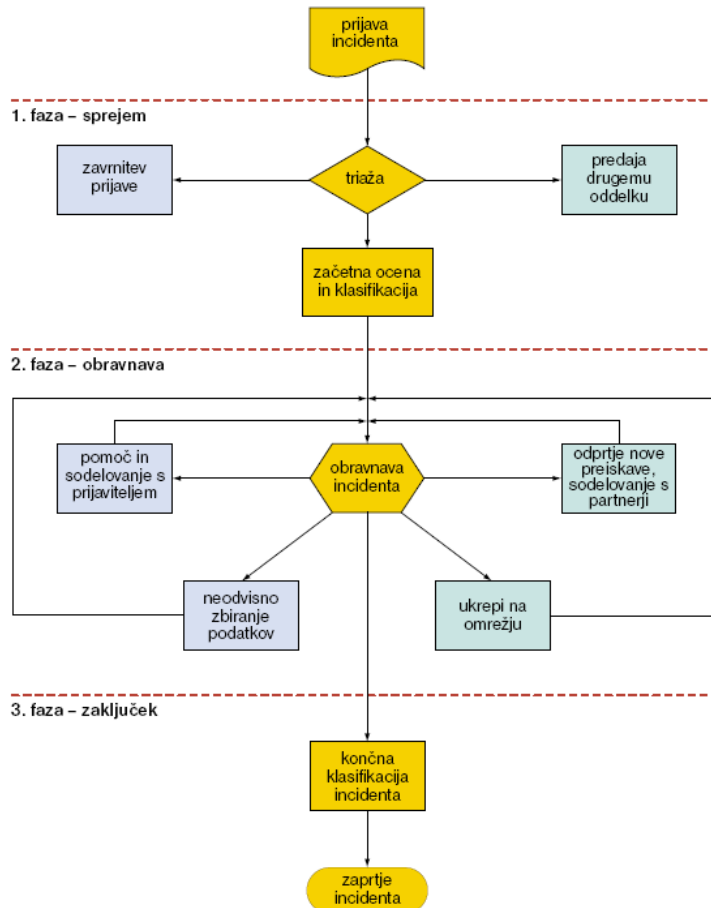 prijava
incidenta
1. faza – sprejem
zavrnitev
prijave
triaža
predaja
drugemu
oddelku
začetna ocena
in klasifikacija
2. faza – obravnava
pomoč in
sodelovanje s
prijaviteljem
obravnava
incidenta
odprtje nove
preiskave,
sodelovanje s
partnerji
neodvisno
zbiranje
podatkov
ukrepi na
omrežju
3. faza – zaključek
končna
klasifikacija
incidenta
zaprtje
incidenta